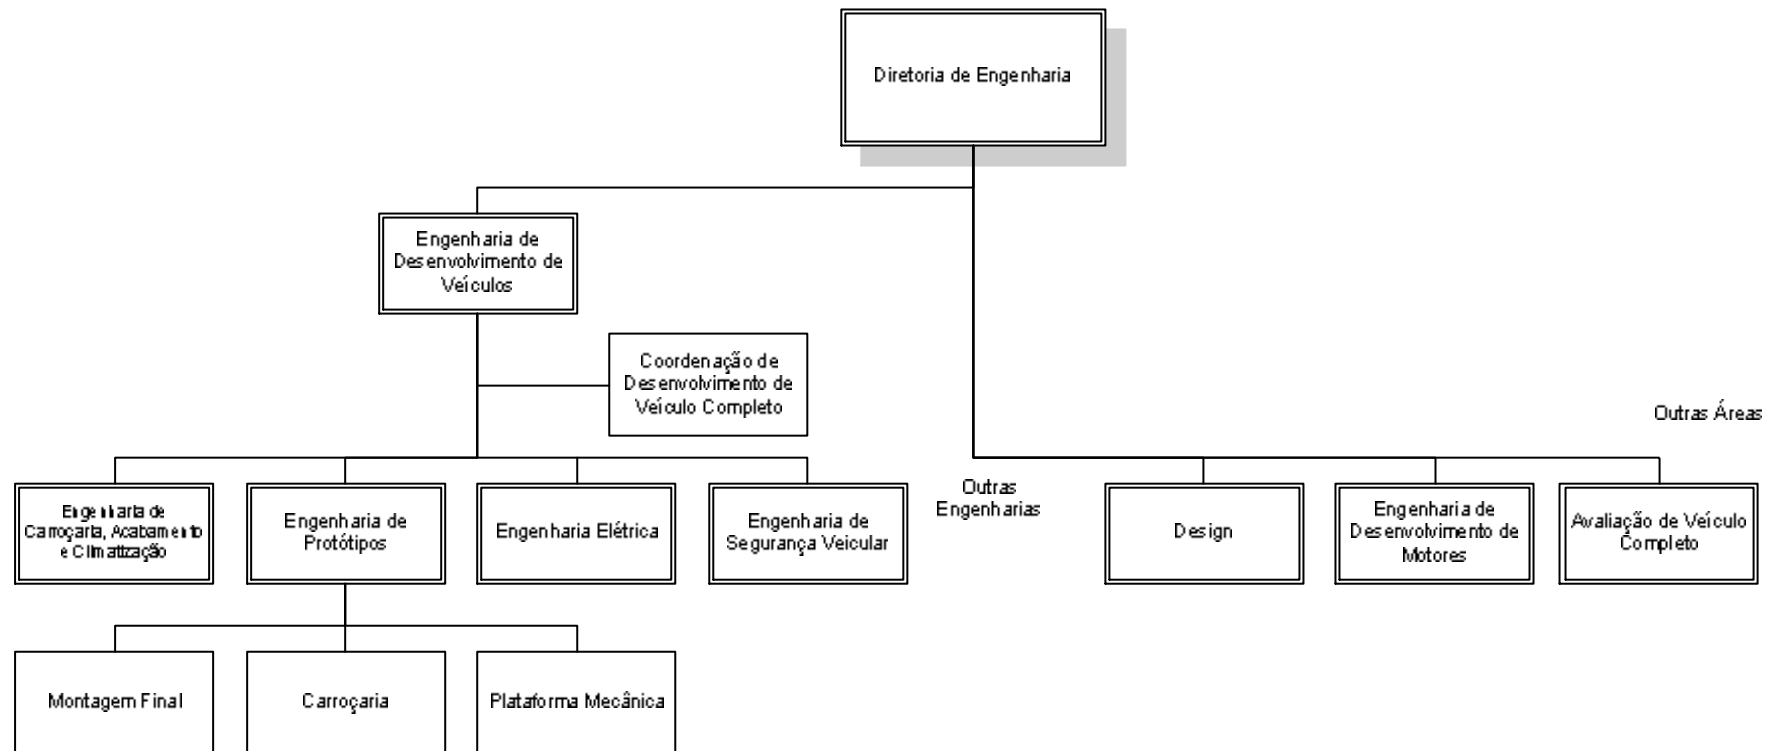 Diretoria de Engenharia
Engenharia de
Desenvolvimento de
Veículos
Coordenação de
Desenvolvimento de
Veículo Completo
Outras Áreas
Engenharia de
Carroçaria, Acabamento
e Climatização
Engenharia de
Protótipos
Engenharia Elétrica
Engenharia de
Segurança Veicular
Outras
Engenharias
Design
Engenharia de
Desenvolvimento de
Motores
Avaliação de Veículo
Completo
Montagem Final
Carroçaria
Plataforma Mecânica